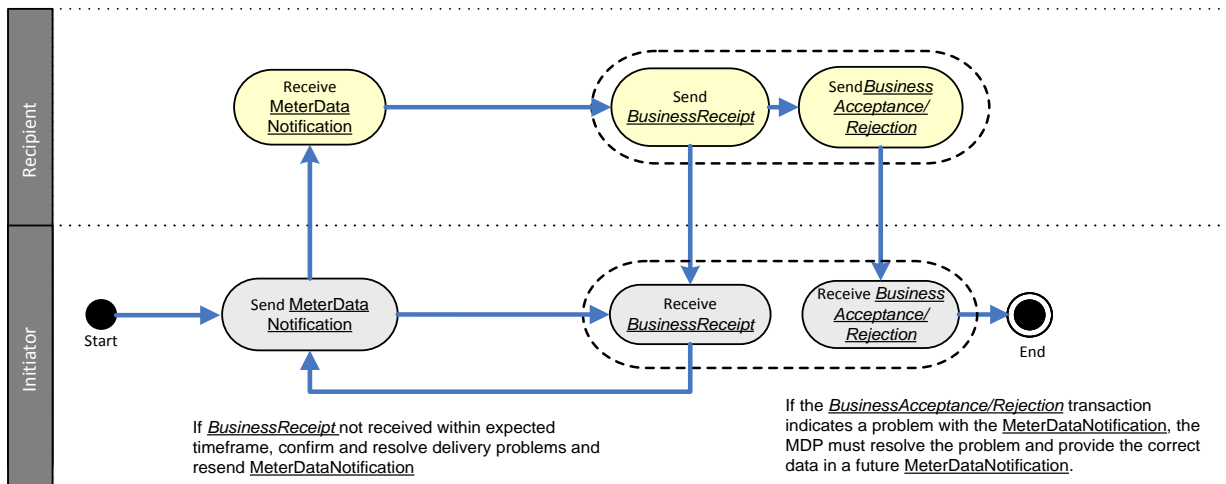 Recipient
Receive
MeterData
Notification
Send
BusinessReceipt
SendBusiness
Acceptance/
Rejection
Initiator
Start
Send MeterData
Notification
Receive
BusinessReceipt
Receive Business
Acceptance/
Rejection
End
If BusinessReceipt not received within expected
timeframe, confirm and resolve delivery problems and
resend MeterDataNotification
If the BusinessAcceptance/Rejection transaction
indicates a problem with the MeterDataNotification, the
MDP must resolve the problem and provide the correct
data in a future MeterDataNotification.